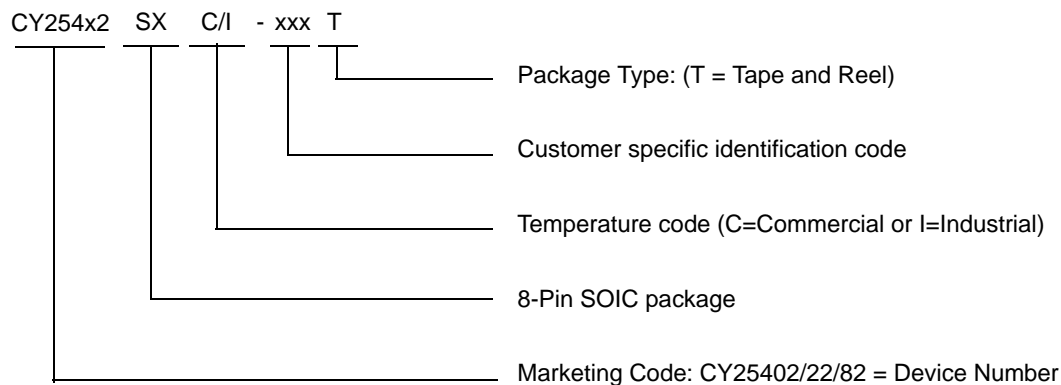 CY254x2 SX C/I - xxx T
Package Type: (T = Tape and Reel)
Customer specific identification code
Temperature code (C=Commercial or I=Industrial)
8-Pin SOIC package
Marketing Code: CY25402/22/82 = Device Number